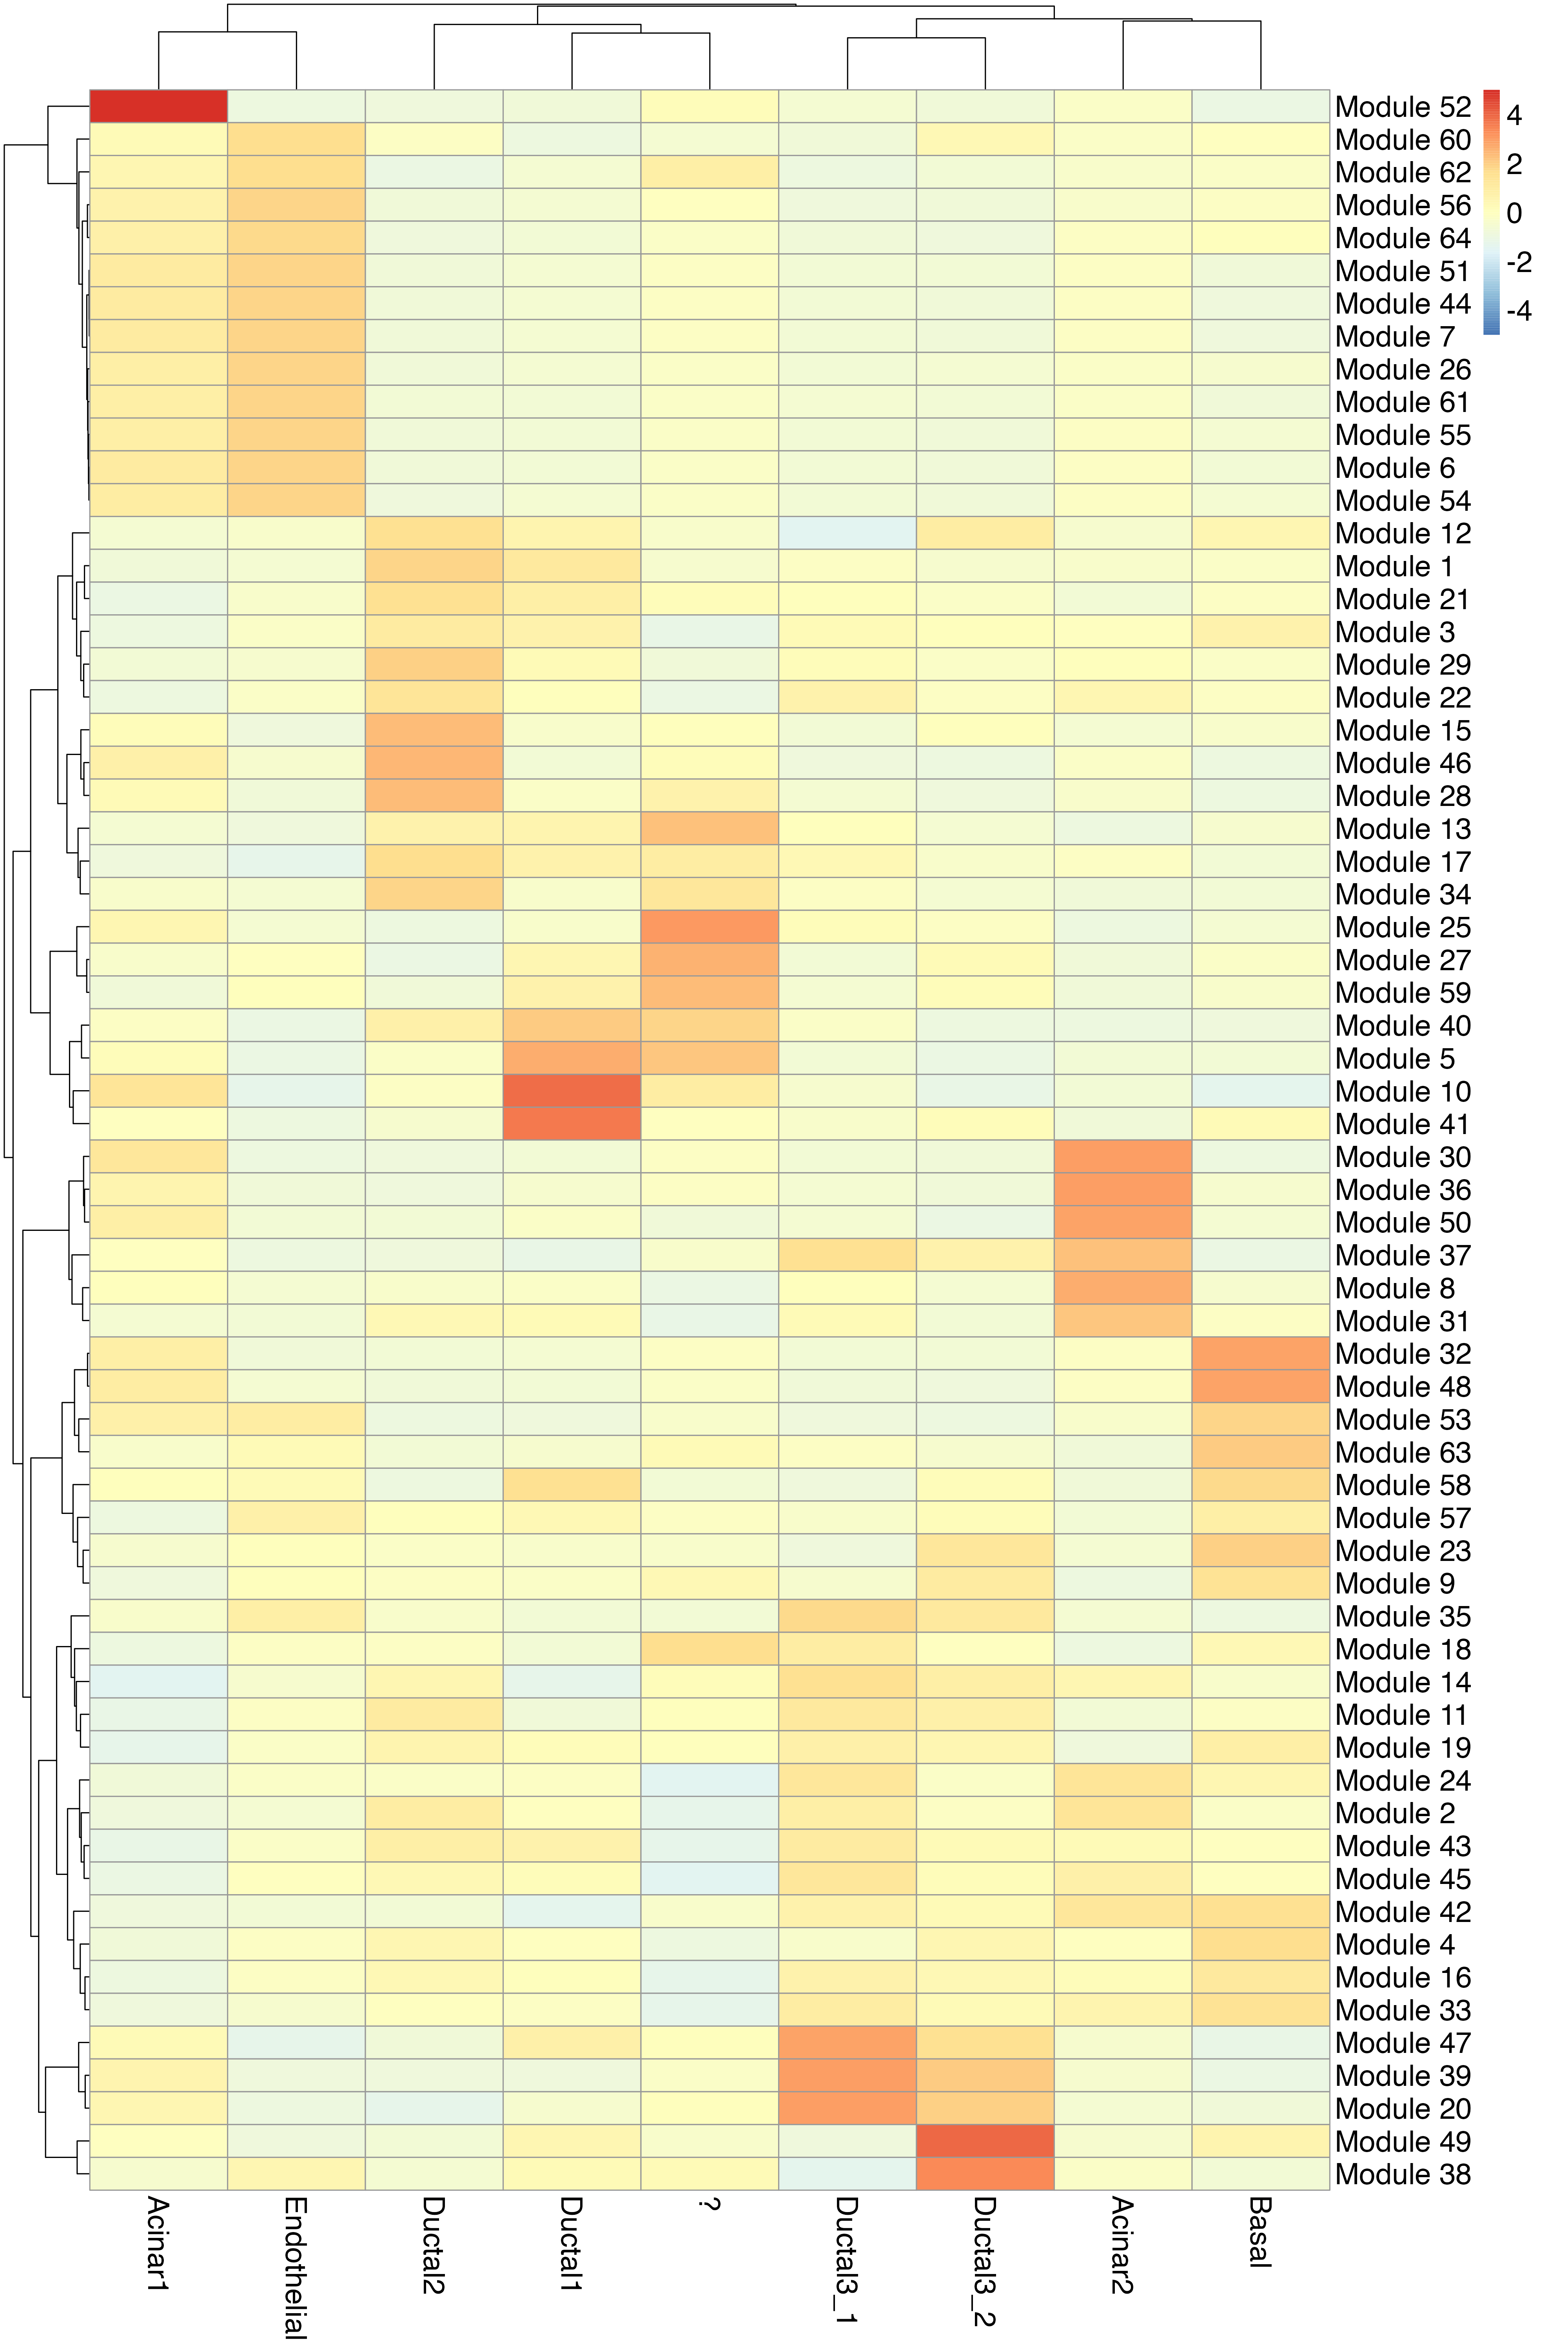 Module 52
Module 60
Module 62
Module 56
Module 64
Module 51
Module 44
Module 7
Module 26
Module 61
Module 55
Module 6
Module 54
Module 12
Module 1
Module 21
Module 3
Module 29
Module 22
Module 15
Module 46
Module 28
Module 13
Module 17
Module 34
Module 25
Module 27
Module 59
Module 40
Module 5
Module 10
Module 41
Module 30
Module 36
Module 50
Module 37
Module 8
Module 31
Module 32
Module 48
Module 53
Module 63
Module 58
Module 57
Module 23
Module 9
Module 35
Module 18
Module 14
Module 11
Module 19
Module 24
Module 2
Module 43
Module 45
Module 42
Module 4
Module 16
Module 33
Module 47
Module 39
Module 20
Module 49
Module 38
4
2
0
-2
-4
Acinar1
Endothelial
Ductal2
Ductal1
?
Ductal3_1
Ductal3_2
Acinar2
Basal